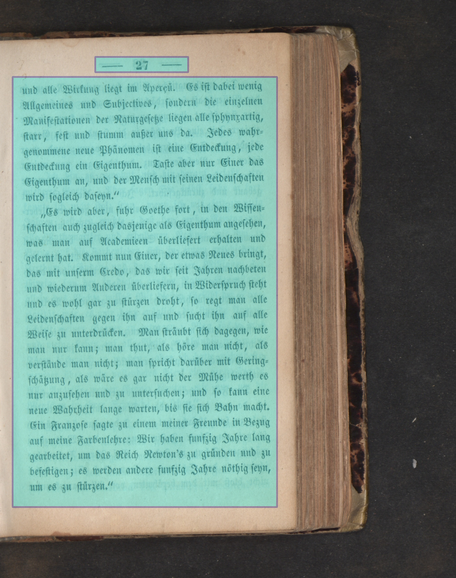 — 27 —
und alle Wirkung liegt im Aperçü. Es ist dabei wenig
Allgemeines und Subjectives, sondern die einzelnen
Manifestationen der Naturgesetze liegen alle sphynxartig,
starr, fest und stumm außer uns da. Jedes wahr-
genommene neue Phänomen ist eine Entdeckung, jede
Entdeckung ein Eigenthum. Taste aber nur Einer das
Eigenthum an, und der Mensch mit seinen Leidenschaften
wird sogleich daseyn.“
„Es wird aber, fuhr Goethe fort, in den Wissen-
schaften auch zugleich dasjenige als Eigenthum angesehen,
was man auf Academieen überliefert erhalten und
gelernt hat. Kommt nun Einer, der etwas Neues bringt,
das mit unserm Credo, das wir seit Jahren nachbeten
und wiederum Anderen überliefern, in Widerspruch steht
und es wohl gar zu stürzen droht, so regt man alle
Leidenschaften gegen ihn auf und sucht ihn auf alle
Weise zu unterdrücken. Man sträubt sich dagegen, wie
man nur kann; man thut, als höre man nicht, als
verstände man nicht; man spricht darüber mit Gering-
schätzung, als wäre es gar nicht der Mühe werth es
nur anzusehen und zu untersuchen; und so kann eine
neue Wahrheit lange warten, bis sie sich Bahn macht.
Ein Franzose sagte zu einem meiner Freunde in Bezug
auf meine Farbenlehre: Wir haben funfzig Jahre lang
gearbeitet, um das Reich Newton's zu gründen und zu
befestigen; es werden andere funfzig Jahre nöthig seyn,
um es zu stürzen.“